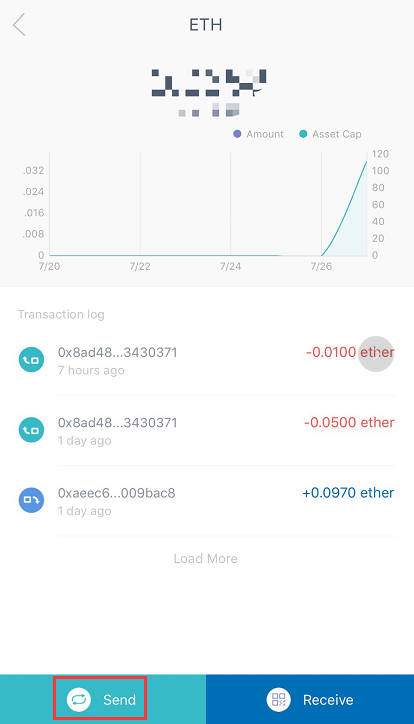 ETH
Amount Asset Cap
.032
.024
.016
.008
0
120
100
80
60
40
20
0
7/20 7/22 7/24 7/26
Transaction log
0x8ad48...3430371 -0.0100 ether
7 hours ago
0x8ad48...3430371 -0.0500 ether
1 day ago
0xaeec6...009bac8 +0.0970 ether
1 day ago
Load More
Send Receive